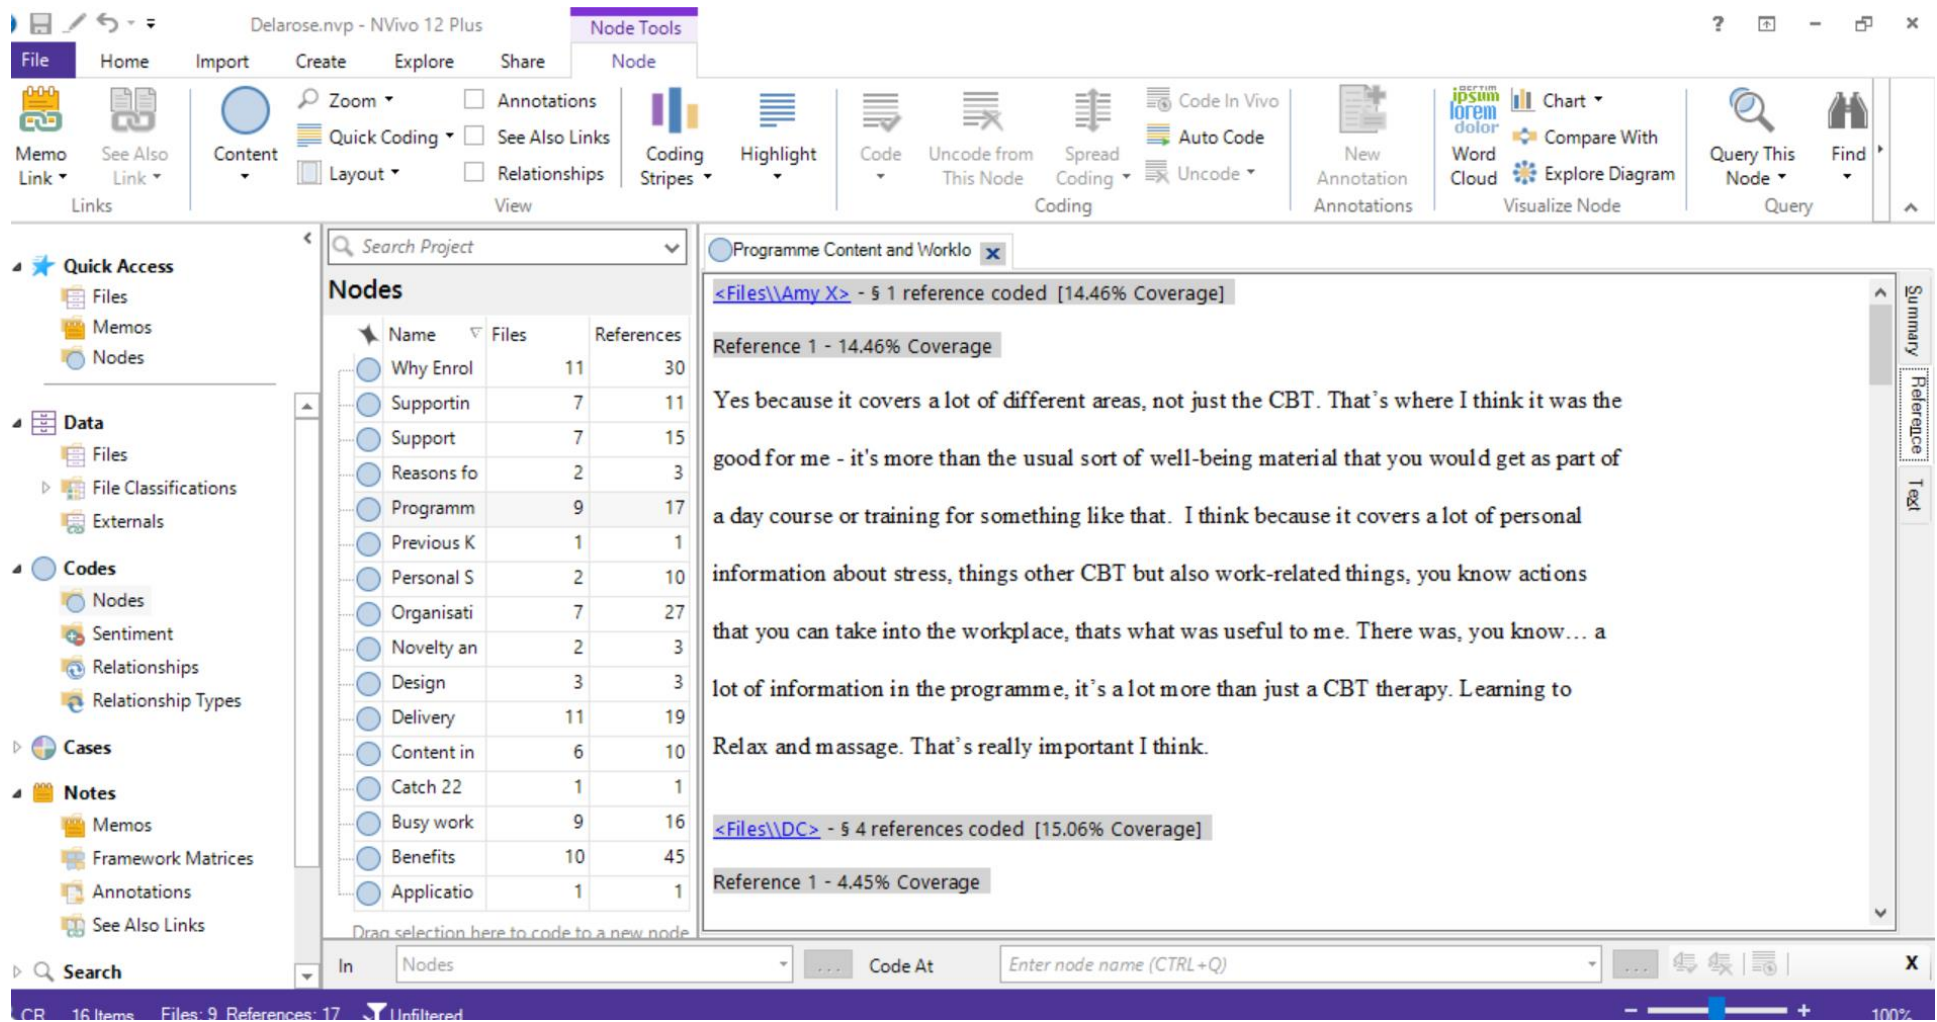 Delarose.nvp - NVivo 12 Plus
Node Tools
?
File Home Import Create Explore Share Node
Memo Link
See Also Link
Links
Content
Zoom
Quick Coding
Layout
Annotations
See Also Links
Relationships
View
Coding Stripes
Highlight
Code
Uncode from This Node
Spread Coding
Code In Vivo
Auto Code
Uncode
Coding
New Annotation
Annotations
ipsum
lorem
dolor
Word Cloud
Chart
Compare With
Explore Diagram
Visualize Node
Query This Node
Find
Query
Quick Access
Files
Memos
Nodes
Data
Files
File Classifications
Externals
Codes
Nodes
Sentiment
Relationships
Relationship Types
Cases
Notes
Memos
Framework Matrices
Annotations
See Also Links
Search
Search Project
Nodes
Name Files References
Why Enrol 11 30
Supportin 7 11
Support 7 15
Reasons fo 2 3
Programm 9 17
Previous K 1 1
Personal S 2 10
Organisati 7 27
Novelty an 2 3
Design 3 3
Delivery 11 19
Content in 6 10
Catch 22 1 1
Busy work 9 16
Benefits 10 45
Applicatio 1 1
Drag selection here to code to a new node
Programme Content and Worklo x
<Files\\Amy X> - § 1 reference coded [14.46% Coverage]
Reference 1 - 14.46% Coverage
Yes because it covers a lot of different areas, not just the CBT. That's where I think it was the
good for me - it's more than the usual sort of well-being material that you would get as part of
a day course or training for something like that. I think because it covers a lot of personal
information about stress, things other CBT but also work-related things, you know actions
that you can take into the workplace, thats what was useful to me. There was, you know… a
lot of information in the programme, it's a lot more than just a CBT therapy. Learning to
Relax and massage. That's really important I think.
<Files\\DC> - § 4 references coded [15.06% Coverage]
Reference 1 - 4.45% Coverage
Summary
Reference
Text
In Nodes ... Code At Enter node name (CTRL+Q) ... X
CR 16 Items Files: 9 References: 17 Unfiltered 100%